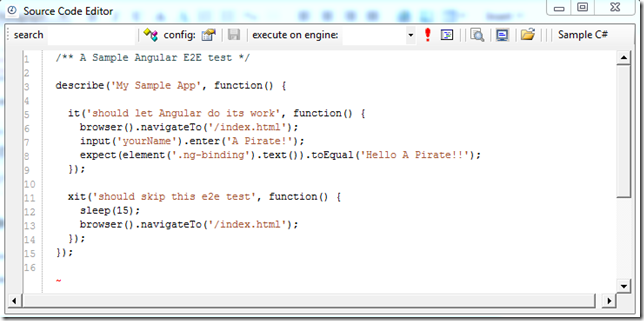 Source Code Editor
search config: execute on engine: Sample C#
1 /** A Sample Angular E2E test */
2
3 describe('My Sample App', function() {
4
5   it('should let Angular do its work', function() {
6     browser().navigateTo('/index.html');
7     input('yourName').enter('A Pirate!');
8     expect(element('.ng-binding').text()).toEqual('Hello A Pirate!!');
9   });
10
11   xit('should skip this e2e test', function() {
12     sleep(15);
13     browser().navigateTo('/index.html');
14   });
15 });
16
~